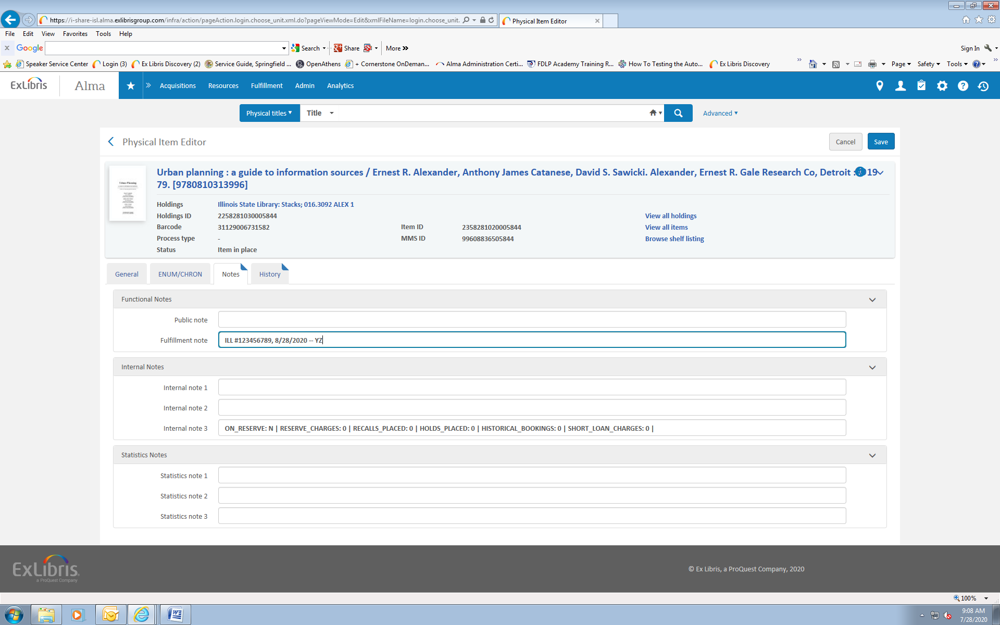 https://i-share-isl.alma.exlibrisgroup.com/infra/action/pageAction.login.choose_unit.xml.do?pageViewMode=Edit&xmlFileName=login.choose_unit.
Physical Item Editor
File Edit View Favorites Tools Help
x Google Search Share More » Sign In
Speaker Service Center Login (3) Ex Libris Discovery (2) Service Guide, Springfield ... OpenAthens + Cornerstone OnDeman... Alma Administration Certi... FDLP Academy Training R... How To Testing the Auto... Ex Libris Discovery » Page Safety Tools »
ExLibris Alma » Acquisitions Resources Fulfillment Admin Analytics
Physical titles Title Advanced
Physical Item Editor Cancel Save
Urban planning : a guide to information sources / Ernest R. Alexander, Anthony James Catanese, David S. Sawicki. Alexander, Ernest R. Gale Research Co, Detroit : 19
79. [9780810313996]
Urban Planning
Holdings Illinois State Library: Stacks; 016.3092 ALEX 1
Holdings ID 2258281030005844 View all holdings
Barcode 31129006731582 Item ID 2358281020005844 View all items
Process type - MMS ID 99608836505844 Browse shelf listing
Status Item in place
General ENUM/CHRON Notes History
Functional Notes
Public note
Fulfillment note ILL #123456789, 8/28/2020 -- YZ
Internal Notes
Internal note 1
Internal note 2
Internal note 3 ON_RESERVE: N | RESERVE_CHARGES: 0 | RECALLS_PLACED: 0 | HOLDS_PLACED: 0 | HISTORICAL_BOOKINGS: 0 | SHORT_LOAN_CHARGES: 0 |
Statistics Notes
Statistics note 1
Statistics note 2
Statistics note 3
ExLibris
a ProQuest Company
© Ex Libris, a ProQuest Company, 2020
100%
9:08 AM
7/28/2020